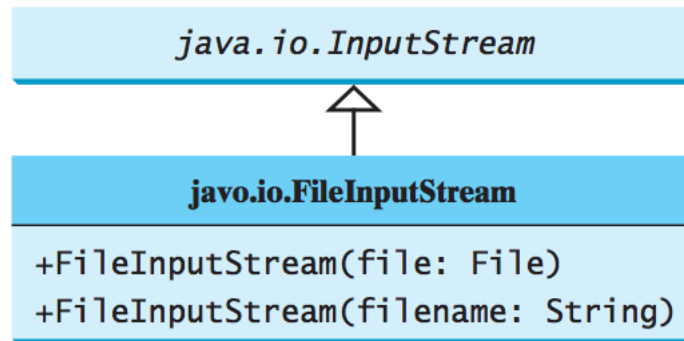 java.io.InputStream
javo.io.FileInputStream
+FileInputStream(file: File)
+FileInputStream(filename: String)